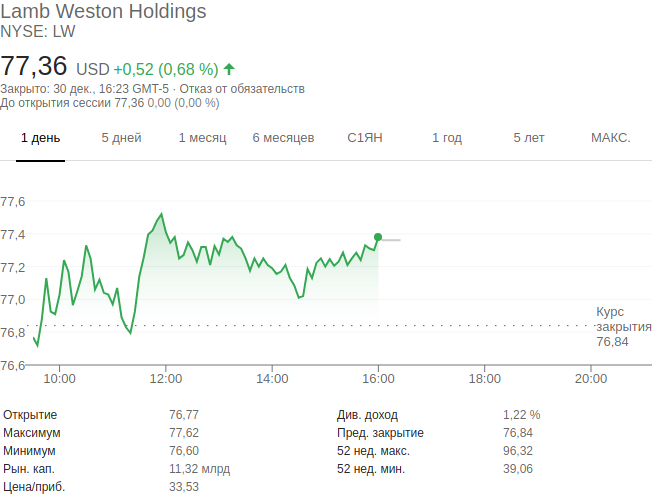 Lamb Weston Holdings
NYSE: LW
77,36 USD +0,52 (0,68 %)
Закрыто: 30 дек., 16:23 GMT-5 · Отказ от обязательств
До открытия сессии 77,36 0,00 (0,00 %)
1 день 5 дней 1 месяц 6 месяцев С1ЯН 1 год 5 лет МАКС.
77,6
77,4
77,2
77,0
76,8
76,6
Курс
закрытия
76,84
10:00 12:00 14:00 16:00 18:00 20:00
Открытие 76,77 Див. доход 1,22 %
Максимум 77,62 Пред. закрытие 76,84
Минимум 76,60 52 нед. макс. 96,32
Рын. кап. 11,32 млрд 52 нед. мин. 39,06
Цена/приб. 33,53